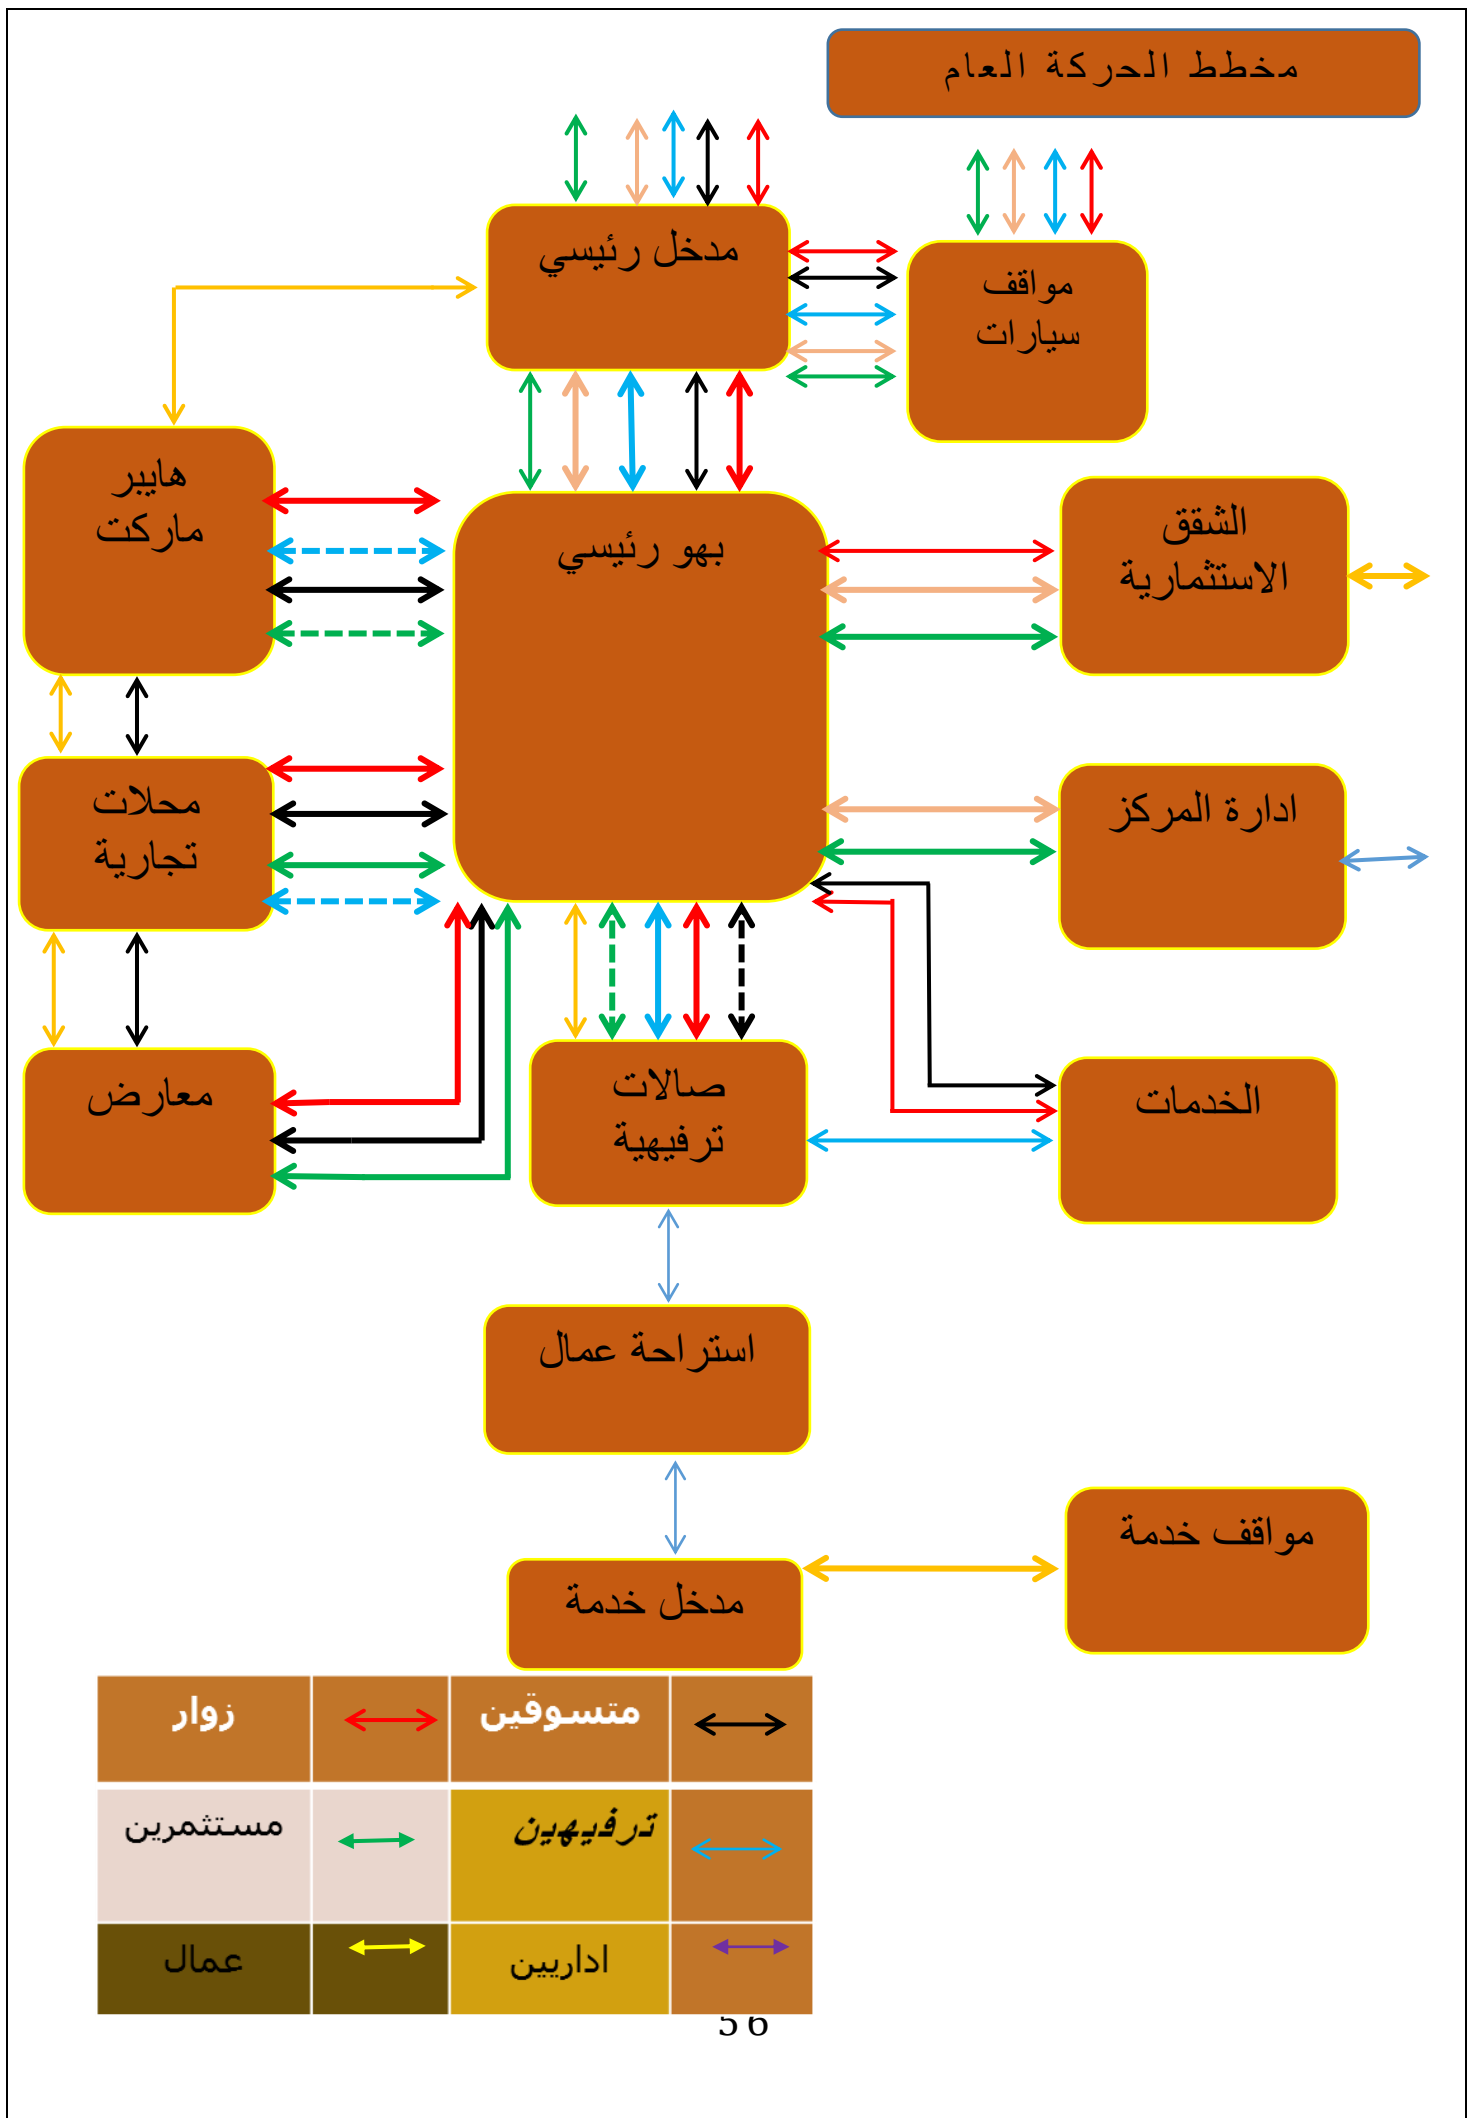 مخطط الحركة العام
مدخل رئيسي
مواقف
سيارات
هايبر
ماركت
بهو رئيسي
الشقق
الاستثمارية
محلات
تجارية
ادارة المركز
معارض
صالات
ترفيهية
الخدمات
استراحة عمال
مواقف خدمة
مدخل خدمة
متسوقين
زوار
ترفيهين
مستثمرين
اداريين
عمال
56